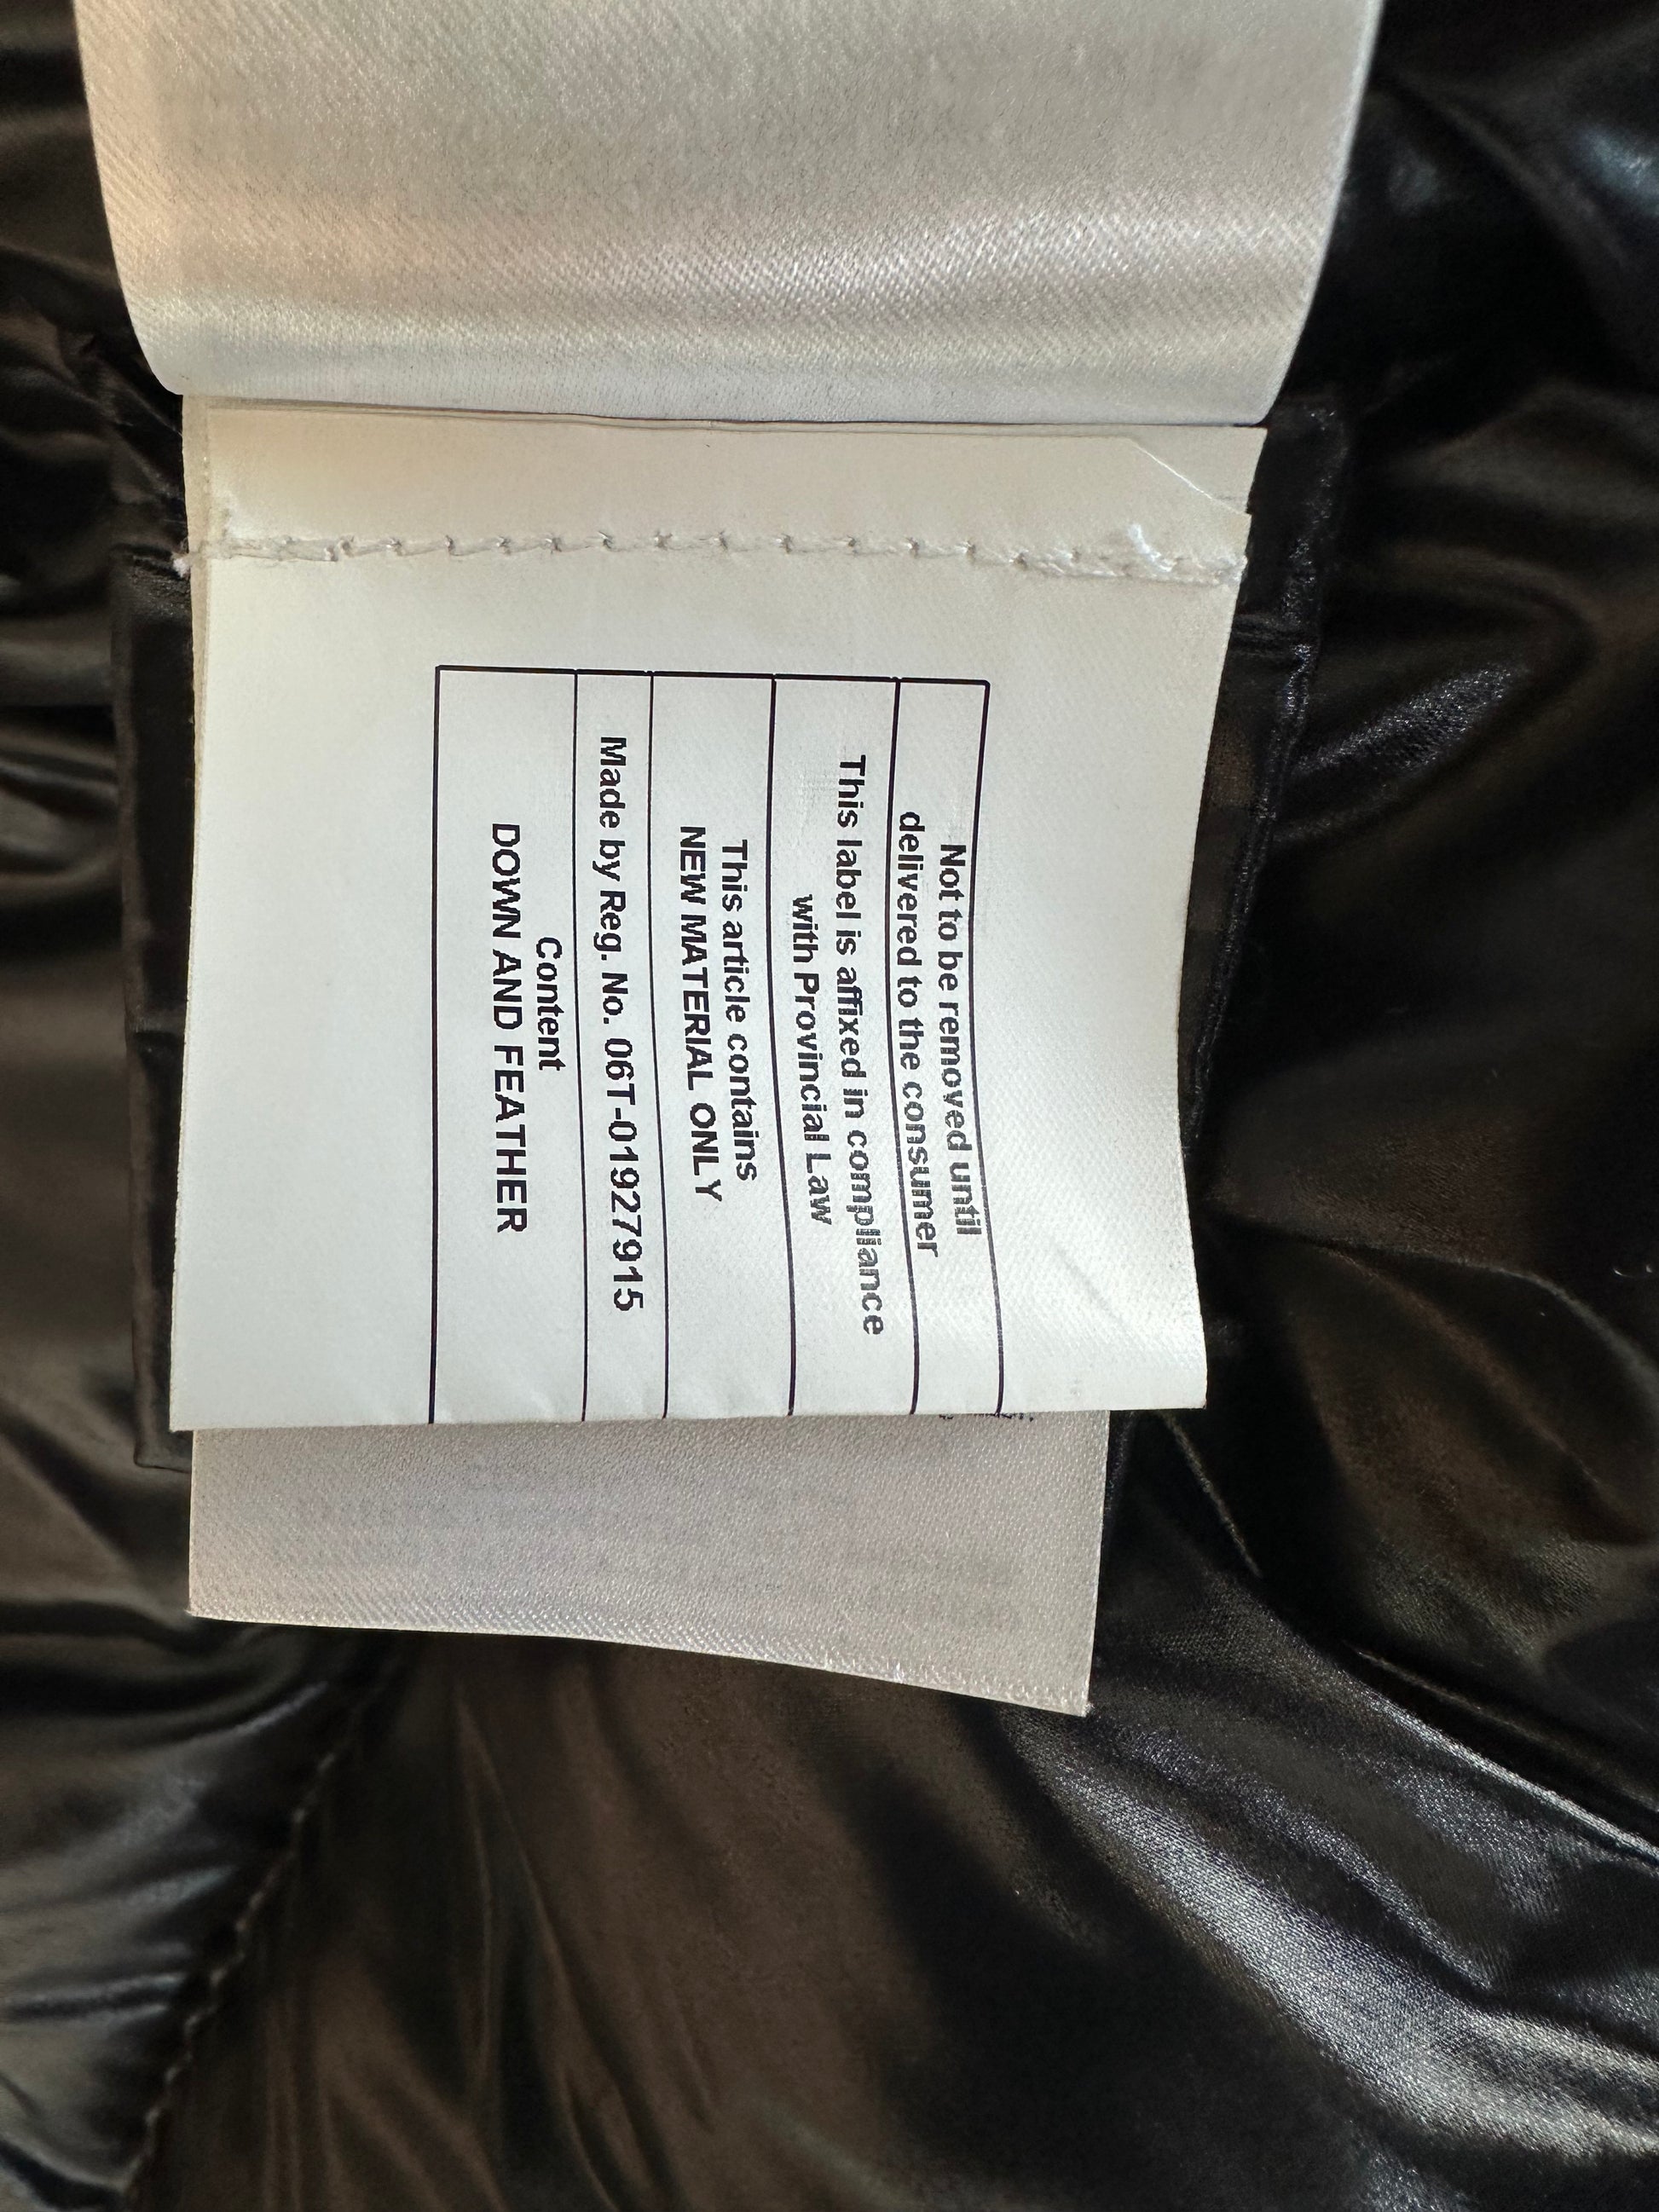 Not to be removed until
delivered to the consumer
This label is affixed in compliance
with Provincial Law
This article contains
NEW MATERIAL ONLY
Made by Reg. No. 06T-01927915
Content
DOWN AND FEATHER